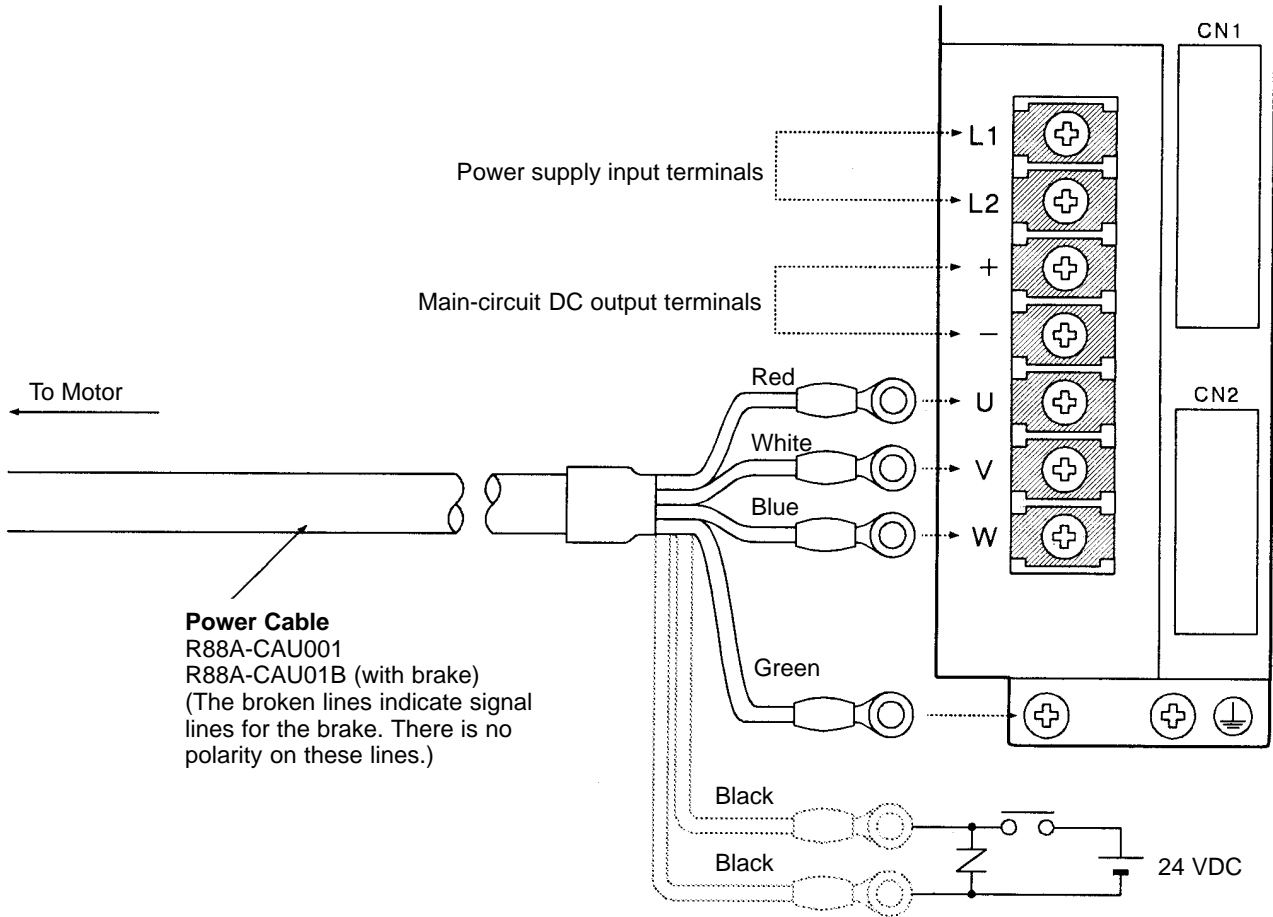 CN1
L1
Power supply input terminals
L2
+
Main-circuit DC output terminals
−
To Motor
Red
U
CN2
White
V
Blue
W
Power Cable
R88A-CAU001
R88A-CAU01B (with brake)
(The broken lines indicate signal
lines for the brake. There is no
polarity on these lines.)
Green
Black
Black
24 VDC